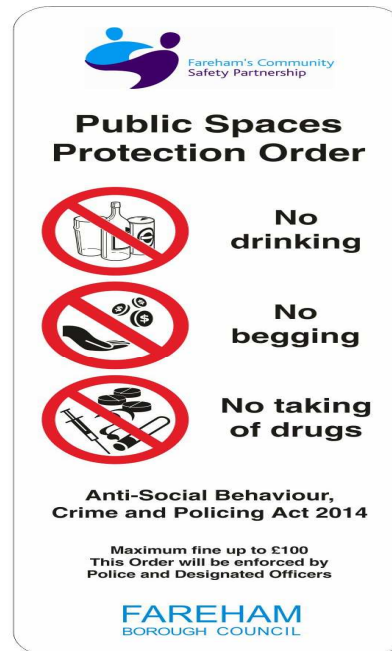 Fareham's Community
Safety Partnership
Public Spaces
Protection Order
No
drinking
No
begging
No taking
of drugs
Anti-Social Behaviour,
Crime and Policing Act 2014
Maximum fine up to £100
This Order will be enforced by
Police and Designated Officers
FAREHAM
BOROUGH COUNCIL